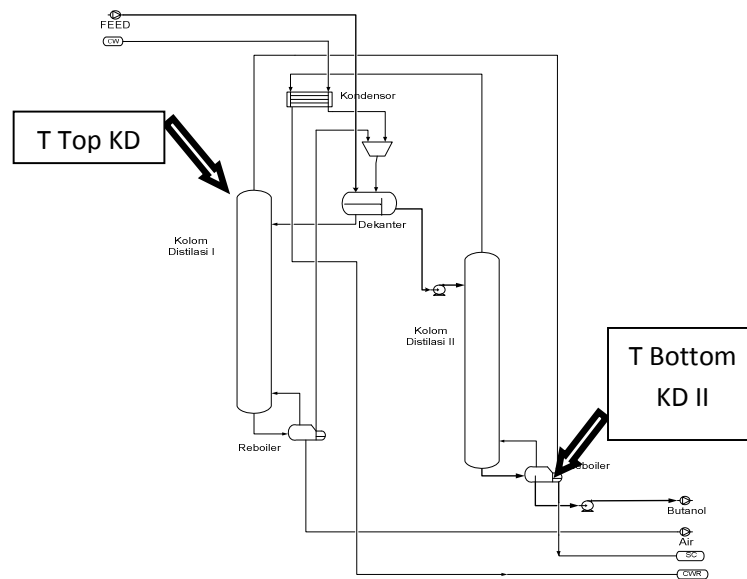 FEED
CW
Kondensor
T Top KD
Dekanter
Kolom
Distilasi I
Kolom
Distilasi II
T Bottom
KD II
Reboiler
Butanol
Air
SC
CWR